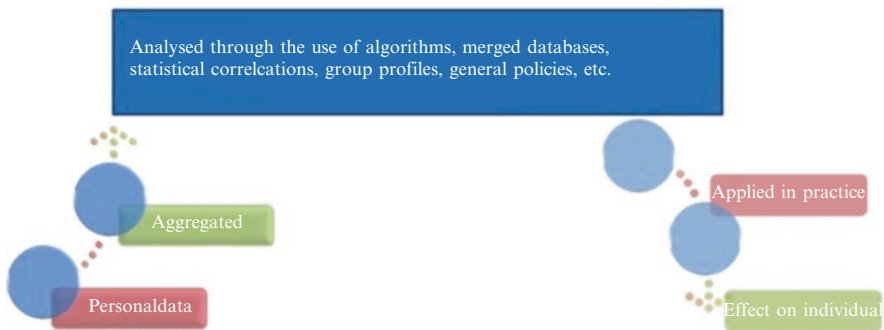 Analysed through the use of algorithms, merged databases,
statistical correlcations, group profiles, general policies, etc.
Aggregated
Personaldata
Applied in practice
Effect on individual